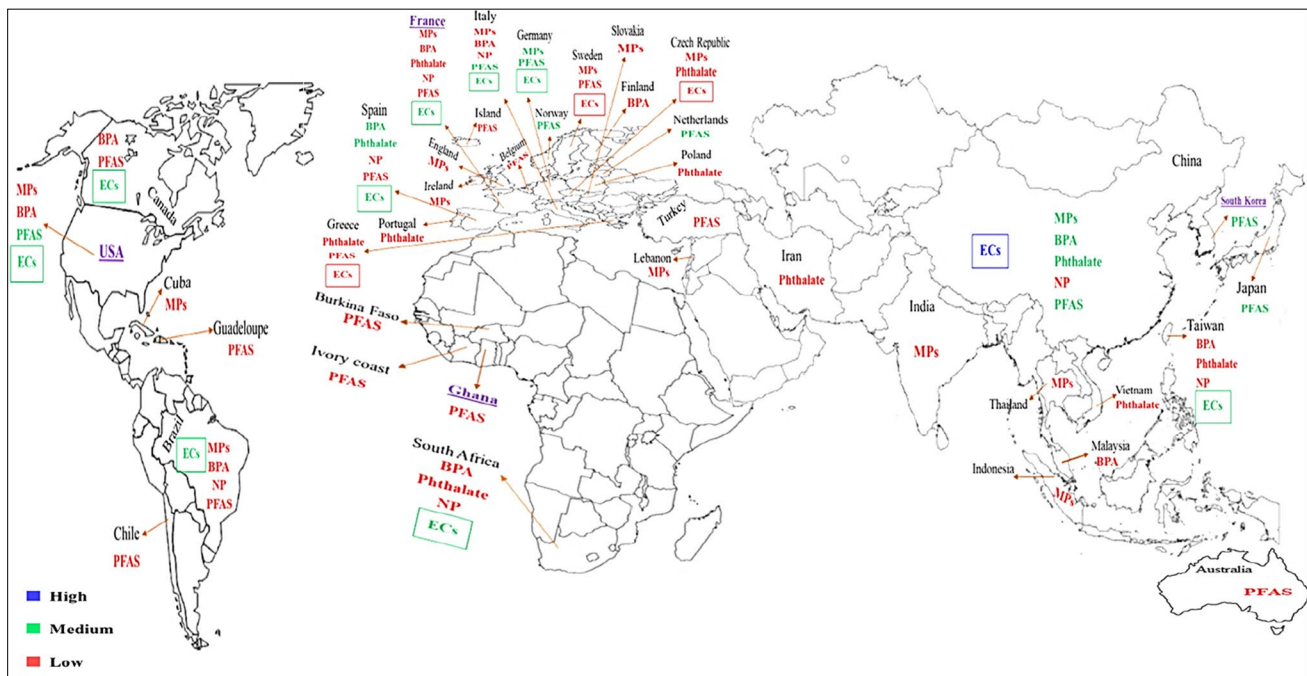 France
MPs
BPA
Phthalate
NP
PFAS
ECs
Italy
MPs
BPA
NP
PFAS
ECs
Germany
MPs
PFAS
ECs
Sweden
MPs
PFAS
ECs
Slovakia
MPs
Czech Republic
MPs
Phthalate
ECs
Finland
BPA
Netherlands
PFAS
Poland
Phthalate
Norway
PFAS
Island
PFAS
Belgium
PFAS
England
MPs
Ireland
MPs
Spain
BPA
Phthalate
NP
PFAS
ECs
Portugal
Phthalate
Greece
Phthalate
PFAS
ECs
Turkey
PFAS
Lebanon
MPs
Iran
Phthalate
India
MPs
China
ECs
MPs
BPA
Phthalate
NP
PFAS
South Korea
PFAS
Japan
PFAS
Taiwan
BPA
Phthalate
NP
ECs
Thailand
MPs
Vietnam
Phthalate
Malaysia
BPA
Indonesia
MPs
Australia
PFAS
BPA
PFAS
ECs
Canada
MPs
BPA
PFAS
ECs
USA
Cuba
MPs
Guadeloupe
PFAS
Brazil
ECs
MPs
BPA
NP
PFAS
Chile
PFAS
Burkina Faso
PFAS
Ivory coast
PFAS
Ghana
PFAS
South Africa
BPA
Phthalate
NP
ECs
High
Medium
Low